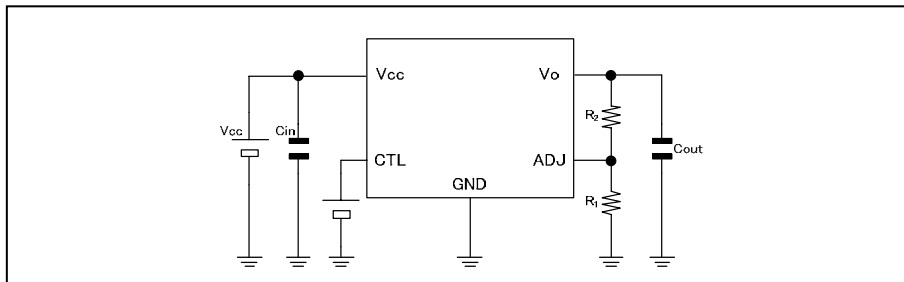 Vcc
Vo
R₂
Vcc
Cin
Cout
CTL
ADJ
GND
R₁